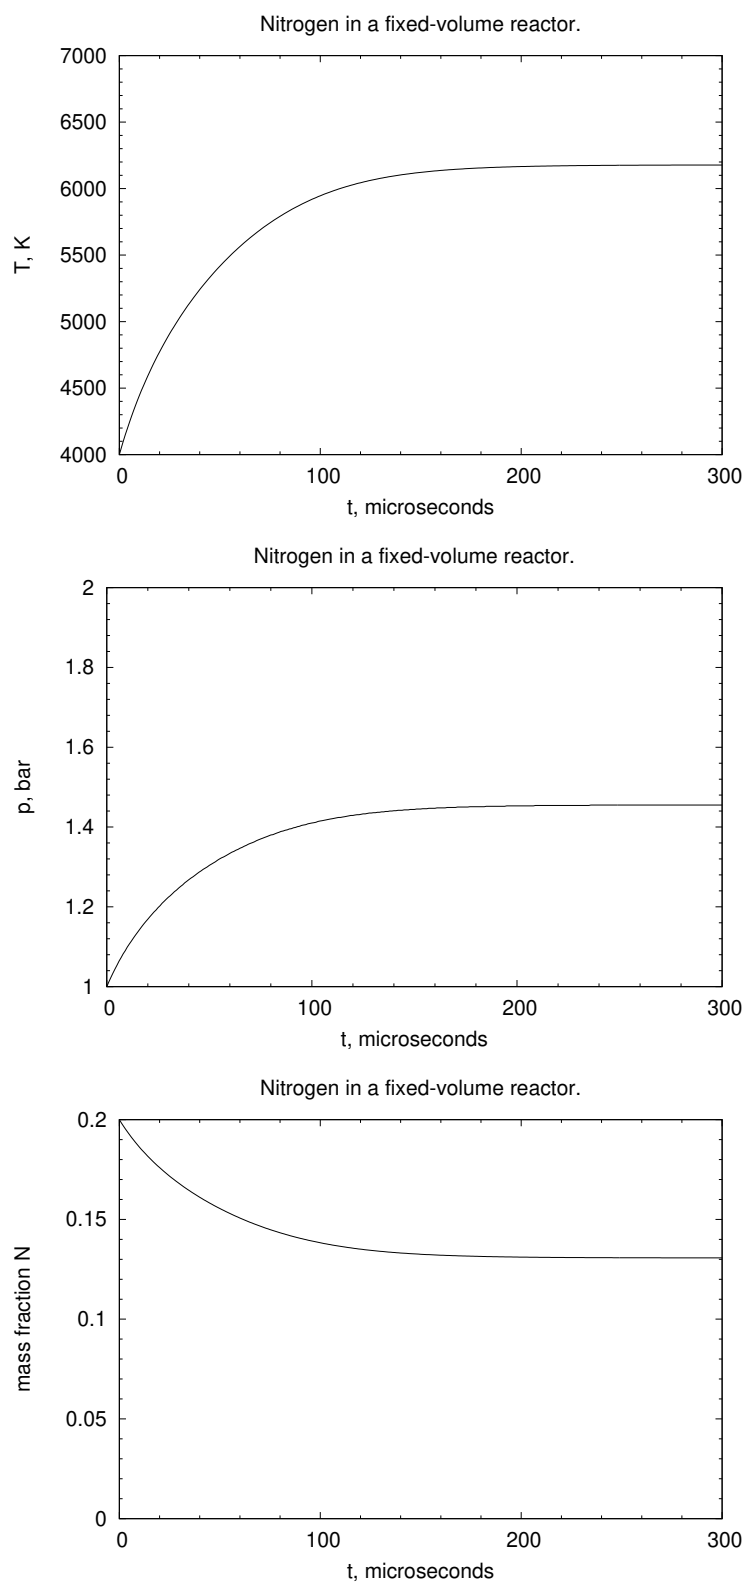 Nitrogen in a fixed-volume reactor.
7000
6500
6000
5500
5000
4500
4000
T, K
0 100 200 300
t, microseconds
Nitrogen in a fixed-volume reactor.
2
1.8
1.6
1.4
1.2
1
p, bar
0 100 200 300
t, microseconds
Nitrogen in a fixed-volume reactor.
0.2
0.15
0.1
0.05
0
mass fraction N
0 100 200 300
t, microseconds